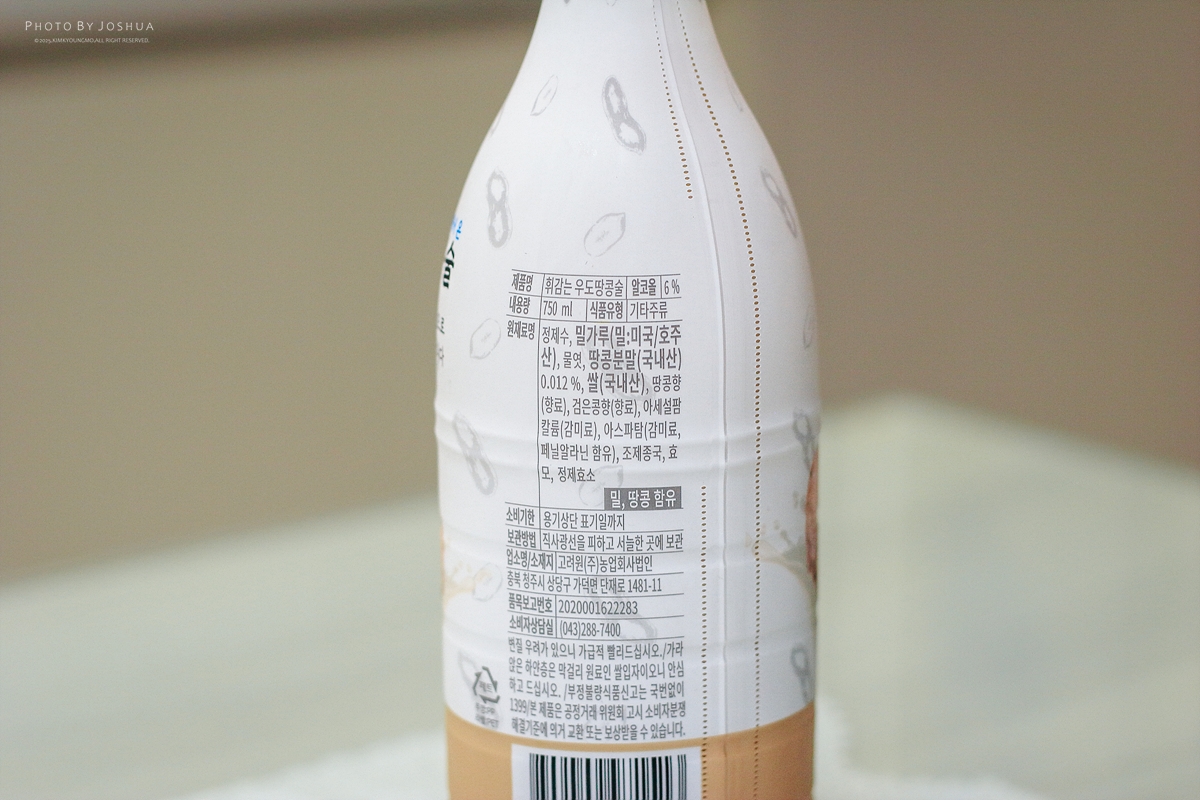 PHOTO BY JOSHUA
©2025.KIMKYOUNGMO.ALL RIGHT RESERVED.
제품명 휘감는 우도땅콩술 알코올 6 %
내용량 750 ml 식품유형 기타주류
원재료명 정제수, 밀가루(밀:미국/호주
산), 물엿, 땅콩분말(국내산)
0.012 %, 쌀(국내산), 땅콩향
(향료), 검은콩향(향료), 아세설팜
칼륨(감미료), 아스파탐(감미료,
페닐알라닌 함유), 조제종국, 효
모, 정제효소
밀, 땅콩 함유
소비기한 용기상단 표기일까지
보관방법 직사광선을 피하고 서늘한 곳에 보관
업소명/소재지 고려원(주)농업회사법인
충북 청주시 상당구 가덕면 단재로 1481-11
품목보고번호 2020001622283
소비자상담실 (043)288-7400
변질 우려가 있으니 가급적 빨리드십시오./가라
앉은 하얀층은 막걸리 원료인 쌀입자이오니 안심
하고 드십시오. /부정불량식품신고는 국번없이
1399/본 제품은 공정거래 위원회 고시 소비자분쟁
해결기준에 의거 교환 또는 보상받을 수 있습니다.